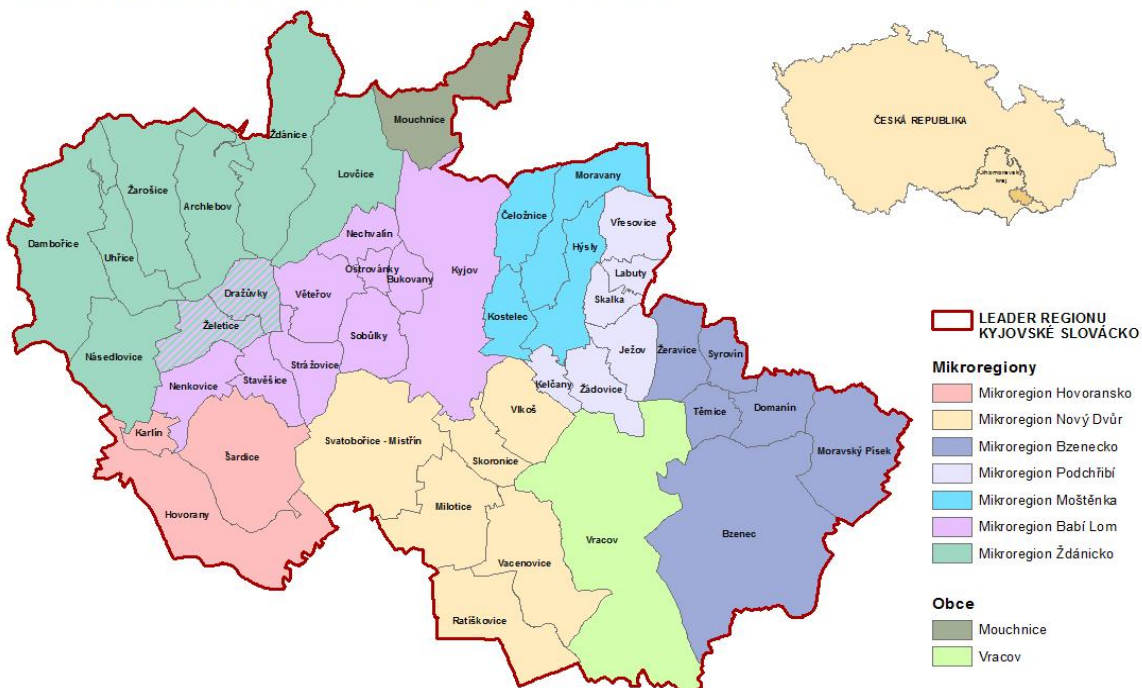 Mouchnice
Ždánice
Lovčice
Žarošice
Archlebov
Dambořice
Uhřice
Moravany
Čeložnice
Hýsly
Vřesovice
Nechvalín
Ostrovánky
Bukovany
Kyjov
Labuty
Skalka
Dražůvky
Věteřov
Želetice
Sobůlky
Kostelec
Ježov
Žeravice
Syrovín
Násedlovice
Strážovice
Stavěšice
Nenkovice
Kelčany
Žádovice
Vlkoš
Těmice
Domanín
Karlín
Svatobořice - Mistřín
Skoronice
Moravský Písek
Šardice
Hovorany
Milotice
Vracov
Bzenec
Vacenovice
Ratíškovice
ČESKÁ REPUBLIKA
Jihomoravský
kraj
LEADER REGIONU
KYJOVSKÉ SLOVÁCKO
Mikroregiony
Mikroregion Hovoransko
Mikroregion Nový Dvůr
Mikroregion Bzenecko
Mikroregion Podchřibí
Mikroregion Moštěnka
Mikroregion Babí Lom
Mikroregion Ždánicko
Obce
Mouchnice
Vracov